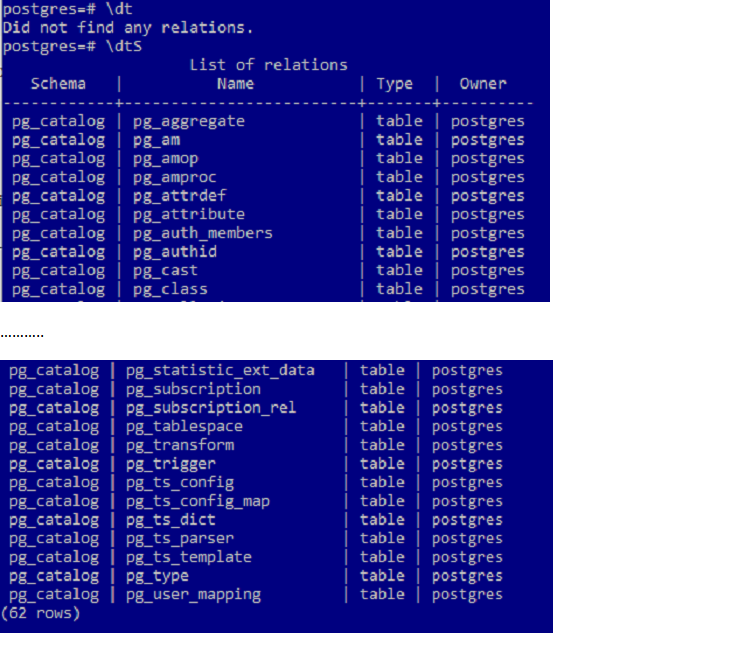 postgres=# \dt
Did not find any relations.
postgres=# \dtS
List of relations
Schema | Name | Type | Owner
------------+--------------------------+-------+----------
pg_catalog | pg_aggregate | table | postgres
pg_catalog | pg_am | table | postgres
pg_catalog | pg_amop | table | postgres
pg_catalog | pg_amproc | table | postgres
pg_catalog | pg_attrdef | table | postgres
pg_catalog | pg_attribute | table | postgres
pg_catalog | pg_auth_members | table | postgres
pg_catalog | pg_authid | table | postgres
pg_catalog | pg_cast | table | postgres
pg_catalog | pg_class | table | postgres
...........
pg_catalog | pg_statistic_ext_data | table | postgres
pg_catalog | pg_subscription | table | postgres
pg_catalog | pg_subscription_rel | table | postgres
pg_catalog | pg_tablespace | table | postgres
pg_catalog | pg_transform | table | postgres
pg_catalog | pg_trigger | table | postgres
pg_catalog | pg_ts_config | table | postgres
pg_catalog | pg_ts_config_map | table | postgres
pg_catalog | pg_ts_dict | table | postgres
pg_catalog | pg_ts_parser | table | postgres
pg_catalog | pg_ts_template | table | postgres
pg_catalog | pg_type | table | postgres
pg_catalog | pg_user_mapping | table | postgres
(62 rows)